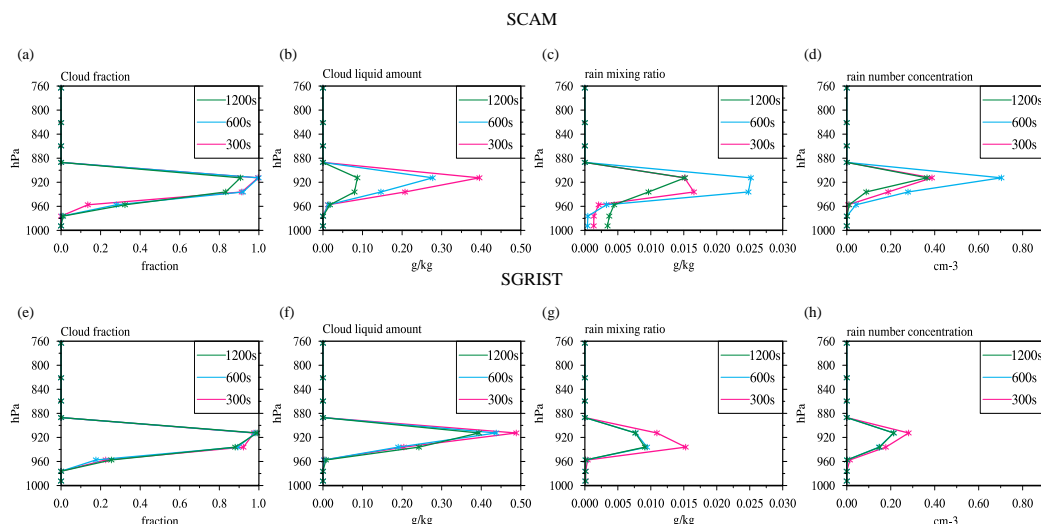 SCAM
(a) (b) (c) (d)
Cloud fraction Cloud liquid amount rain mixing ratio rain number concentration
760 760 760 760
1200s 1200s 1200s 1200s
800 800 800 800
600s 600s 600s 600s
840 840 840 840
300s 300s 300s 300s
hPa hPa hPa hPa
880 880 880 880
920 920 920 920
960 960 960 960
1000 1000 1000 1000
0.0 0.2 0.4 0.6 0.8 1.0 0.00 0.10 0.20 0.30 0.40 0.50 0.000 0.005 0.010 0.015 0.020 0.025 0.030 0.00 0.20 0.40 0.60 0.80
fraction g/kg g/kg cm-3
SGRIST
(e) (f) (g) (h)
Cloud fraction Cloud liquid amount rain mixing ratio rain number concentration
760 760 760 760
1200s 1200s 1200s 1200s
800 800 800 800
600s 600s 600s 600s
840 840 840 840
300s 300s 300s 300s
hPa hPa hPa hPa
880 880 880 880
920 920 920 920
960 960 960 960
1000 1000 1000 1000
0.0 0.2 0.4 0.6 0.8 1.0 0.00 0.10 0.20 0.30 0.40 0.50 0.000 0.005 0.010 0.015 0.020 0.025 0.030 0.00 0.20 0.40 0.60 0.80
fraction g/kg g/kg cm-3